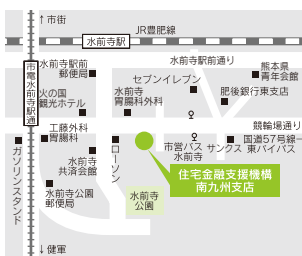 ↑市街
JR豊肥線
水前寺駅
水前寺駅前通り
水前寺駅前
郵便局
セブンイレブン
熊本県
青年会館
市電水前寺駅通
火の国
観光ホテル
水前寺
胃腸科外科
肥後銀行東支店
競輪場通り
工藤外科
胃腸科
ガソリンスタンド
水前寺
共済会館
ローソン
市営バス
水前寺
サンクス
国道57号線
東バイパス
住宅金融支援機構
南九州支店
水前寺公園
郵便局
水前寺
公園
↓健軍